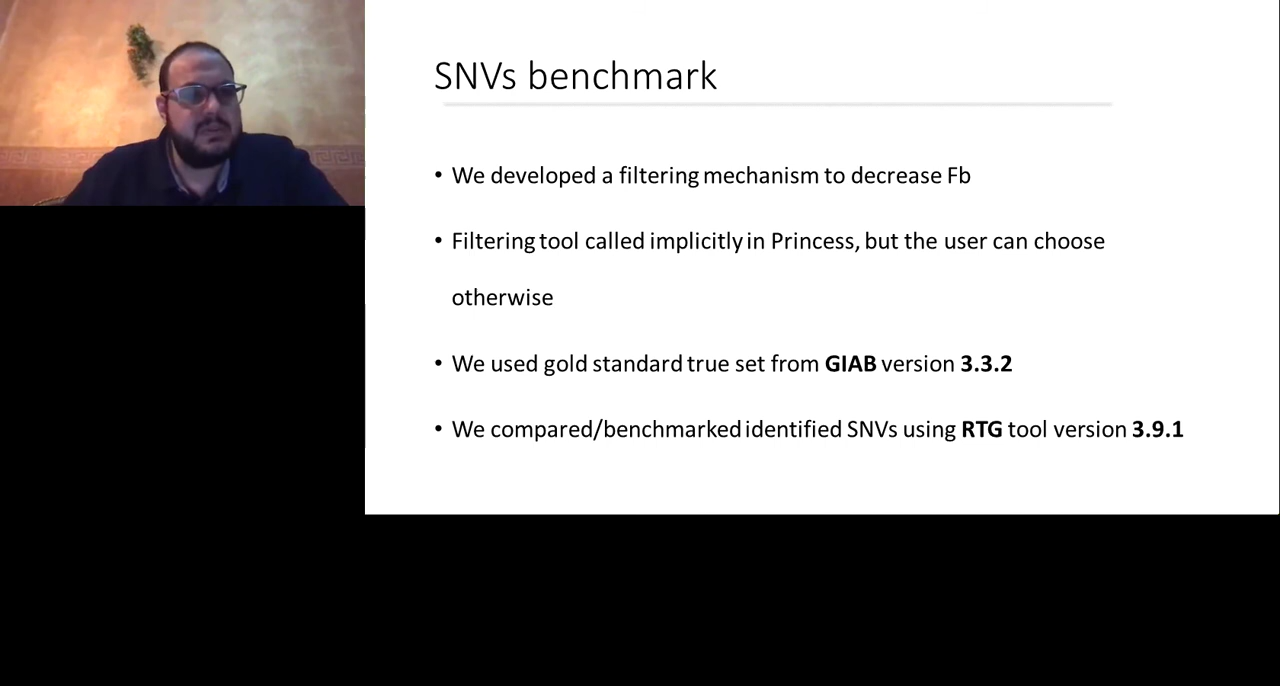 SNVs benchmark
• We developed a filtering mechanism to decrease Fb
• Filtering tool called implicitly in Princess, but the user can choose
otherwise
• We used gold standard true set from GIAB version 3.3.2
• We compared/benchmarked identified SNVs using RTG tool version 3.9.1